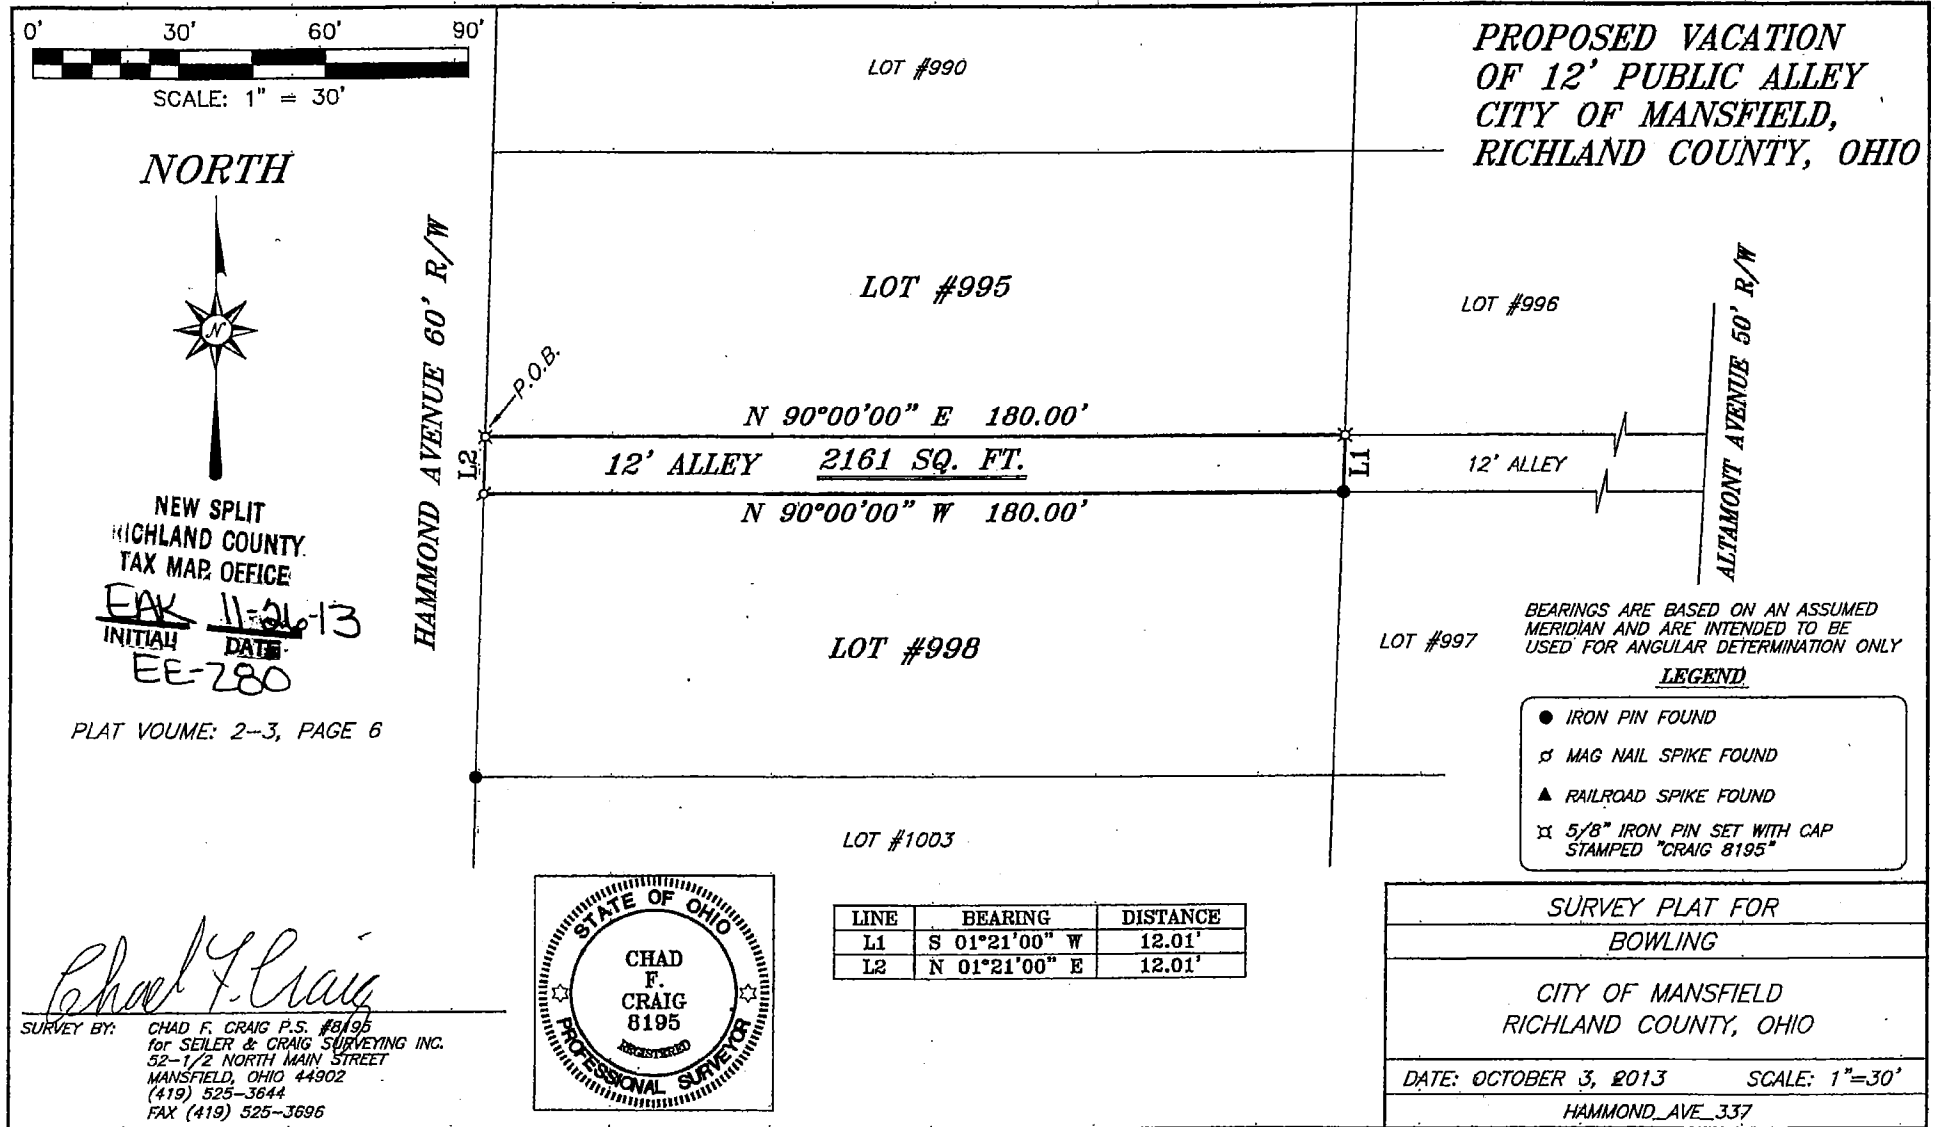 0' 30' 60' 90'
SCALE: 1" = 30'
NORTH
N
NEW SPLIT
RICHLAND COUNTY
TAX MAP OFFICE
EAK 11-26-13
INITIAL DATE
EE-280
PLAT VOUME: 2-3, PAGE 6
HAMMOND AVENUE 60' R/W
LOT #990
PROPOSED VACATION
OF 12' PUBLIC ALLEY
CITY OF MANSFIELD,
RICHLAND COUNTY, OHIO
LOT #995
LOT #996
P.O.B.
N 90°00'00" E 180.00'
L2
12' ALLEY 2161 SQ. FT.
L1
12' ALLEY
N 90°00'00" W 180.00'
ALTAMONT AVENUE 50' R/W
LOT #998
LOT #997
LOT #1003
BEARINGS ARE BASED ON AN ASSUMED
MERIDIAN AND ARE INTENDED TO BE
USED FOR ANGULAR DETERMINATION ONLY
LEGEND
IRON PIN FOUND
MAG NAIL SPIKE FOUND
RAILROAD SPIKE FOUND
5/8" IRON PIN SET WITH CAP
STAMPED "CRAIG 8195"
Chad F. Craig
SURVEY BY: CHAD F. CRAIG P.S. #8195
for SEILER & CRAIG SURVEYING INC.
52-1/2 NORTH MAIN STREET
MANSFIELD, OHIO 44902
(419) 525-3644
FAX (419) 525-3696
STATE OF OHIO
CHAD
F.
CRAIG
8195
REGISTERED
PROFESSIONAL SURVEYOR
LINE BEARING DISTANCE
L1 S 01°21'00" W 12.01'
L2 N 01°21'00" E 12.01'
SURVEY PLAT FOR
BOWLING
CITY OF MANSFIELD
RICHLAND COUNTY, OHIO
DATE: OCTOBER 3, 2013 SCALE: 1"=30'
HAMMOND_AVE_337